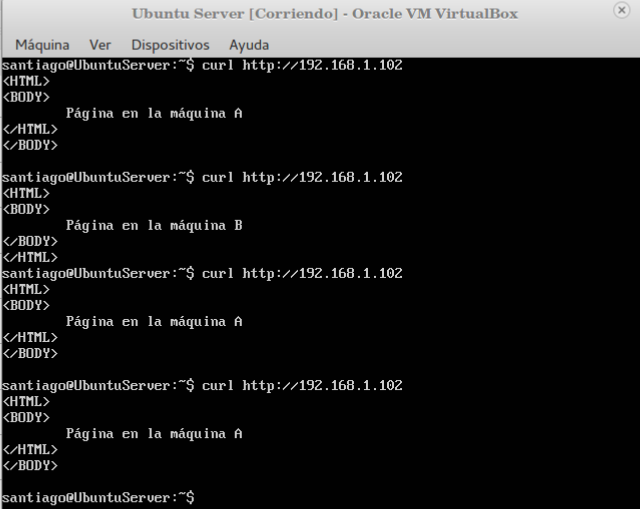 Ubuntu Server [Corriendo] - Oracle VM VirtualBox
Máquina Ver Dispositivos Ayuda
santiago@UbuntuServer:~$ curl http://192.168.1.102
<HTML>
<BODY>
        Página en la máquina A
</HTML>
</BODY>

santiago@UbuntuServer:~$ curl http://192.168.1.102
<HTML>
<BODY>
        Página en la máquina B
</BODY>
</HTML>
santiago@UbuntuServer:~$ curl http://192.168.1.102
<HTML>
<BODY>
        Página en la máquina A
</HTML>
</BODY>

santiago@UbuntuServer:~$ curl http://192.168.1.102
<HTML>
<BODY>
        Página en la máquina A
</HTML>
</BODY>

santiago@UbuntuServer:~$